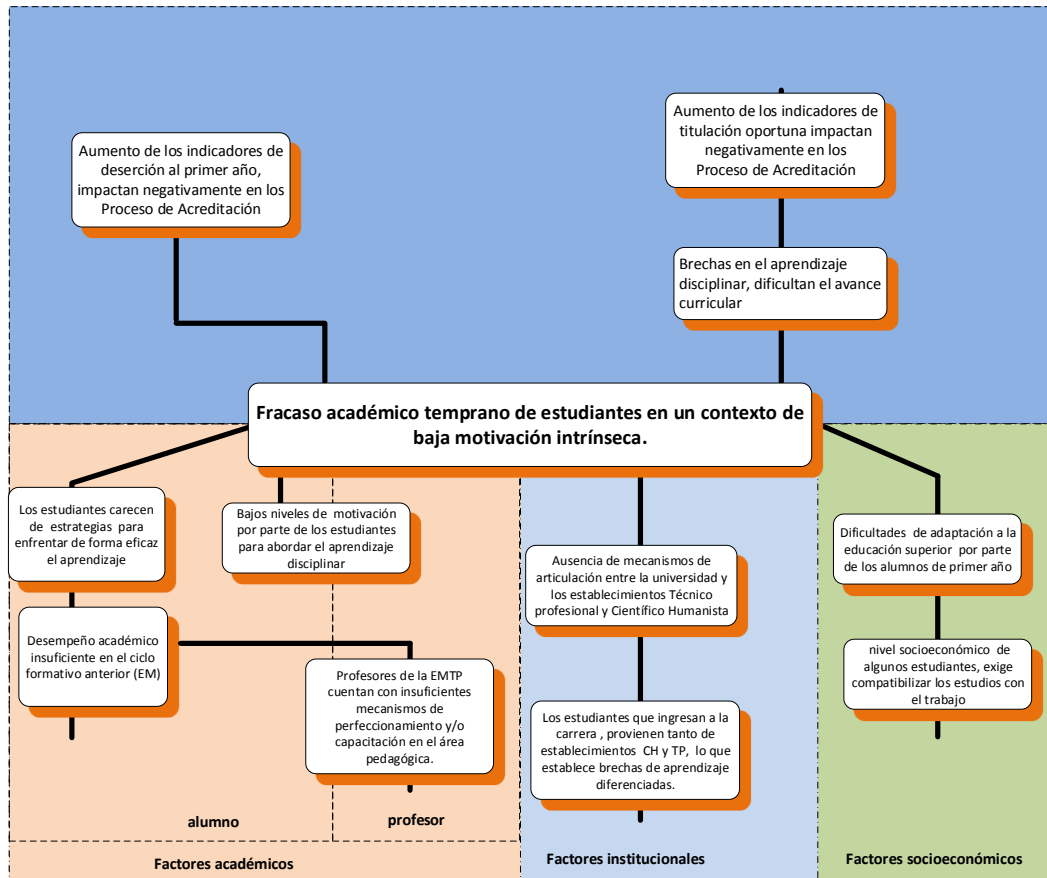 Aumento de los indicadores de
deserción al primer año,
impactan negativamente en los
Proceso de Acreditación
Aumento de los indicadores de
titulación oportuna impactan
negativamente en los
Proceso de Acreditación
Brechas en el aprendizaje
disciplinar, dificultan el avance
curricular
Fracaso académico temprano de estudiantes en un contexto de
baja motivación intrínseca.
Los estudiantes carecen
de estrategias para
enfrentar de forma eficaz
el aprendizaje
Bajos niveles de motivación
por parte de los estudiantes
para abordar el aprendizaje
disciplinar
Desempeño académico
insuficiente en el ciclo
formativo anterior (EM)
Profesores de la EMTP
cuentan con insuficientes
mecanismos de
perfeccionamiento y/o
capacitación en el área
pedagógica.
alumno
profesor
Factores académicos
Ausencia de mecanismos de
articulación entre la universidad y
los establecimientos Técnico
profesional y Científico Humanista
Los estudiantes que ingresan a la
carrera , provienen tanto de
establecimientos CH y TP, lo que
establece brechas de aprendizaje
diferenciadas.
Factores institucionales
Dificultades de adaptación a la
educación superior por parte
de los alumnos de primer año
nivel socioeconómico de
algunos estudiantes, exige
compatibilizar los estudios con
el trabajo
Factores socioeconómicos